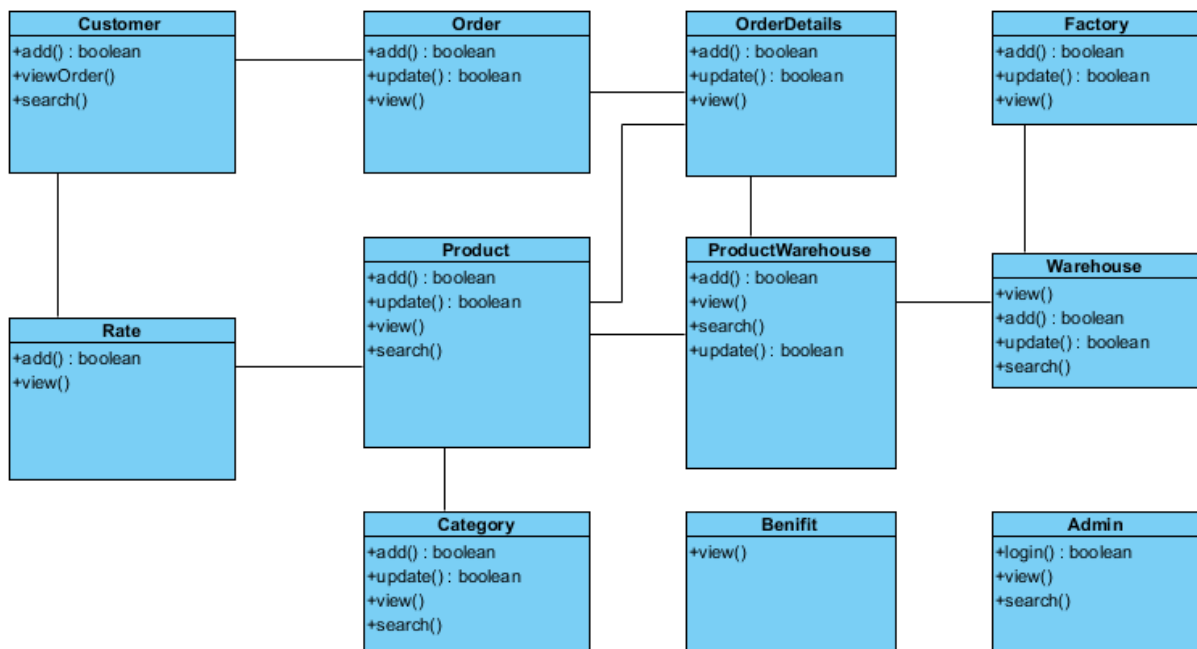 Customer
+add() : boolean
+viewOrder()
+search()
Order
+add() : boolean
+update() : boolean
+view()
OrderDetails
+add() : boolean
+update() : boolean
+view()
Factory
+add() : boolean
+update() : boolean
+view()
Rate
+add() : boolean
+view()
Product
+add() : boolean
+update() : boolean
+view()
+search()
ProductWarehouse
+add() : boolean
+view()
+search()
+update() : boolean
Warehouse
+view()
+add() : boolean
+update() : boolean
+search()
Category
+add() : boolean
+update() : boolean
+view()
+search()
Benifit
+view()
Admin
+login() : boolean
+view()
+search()